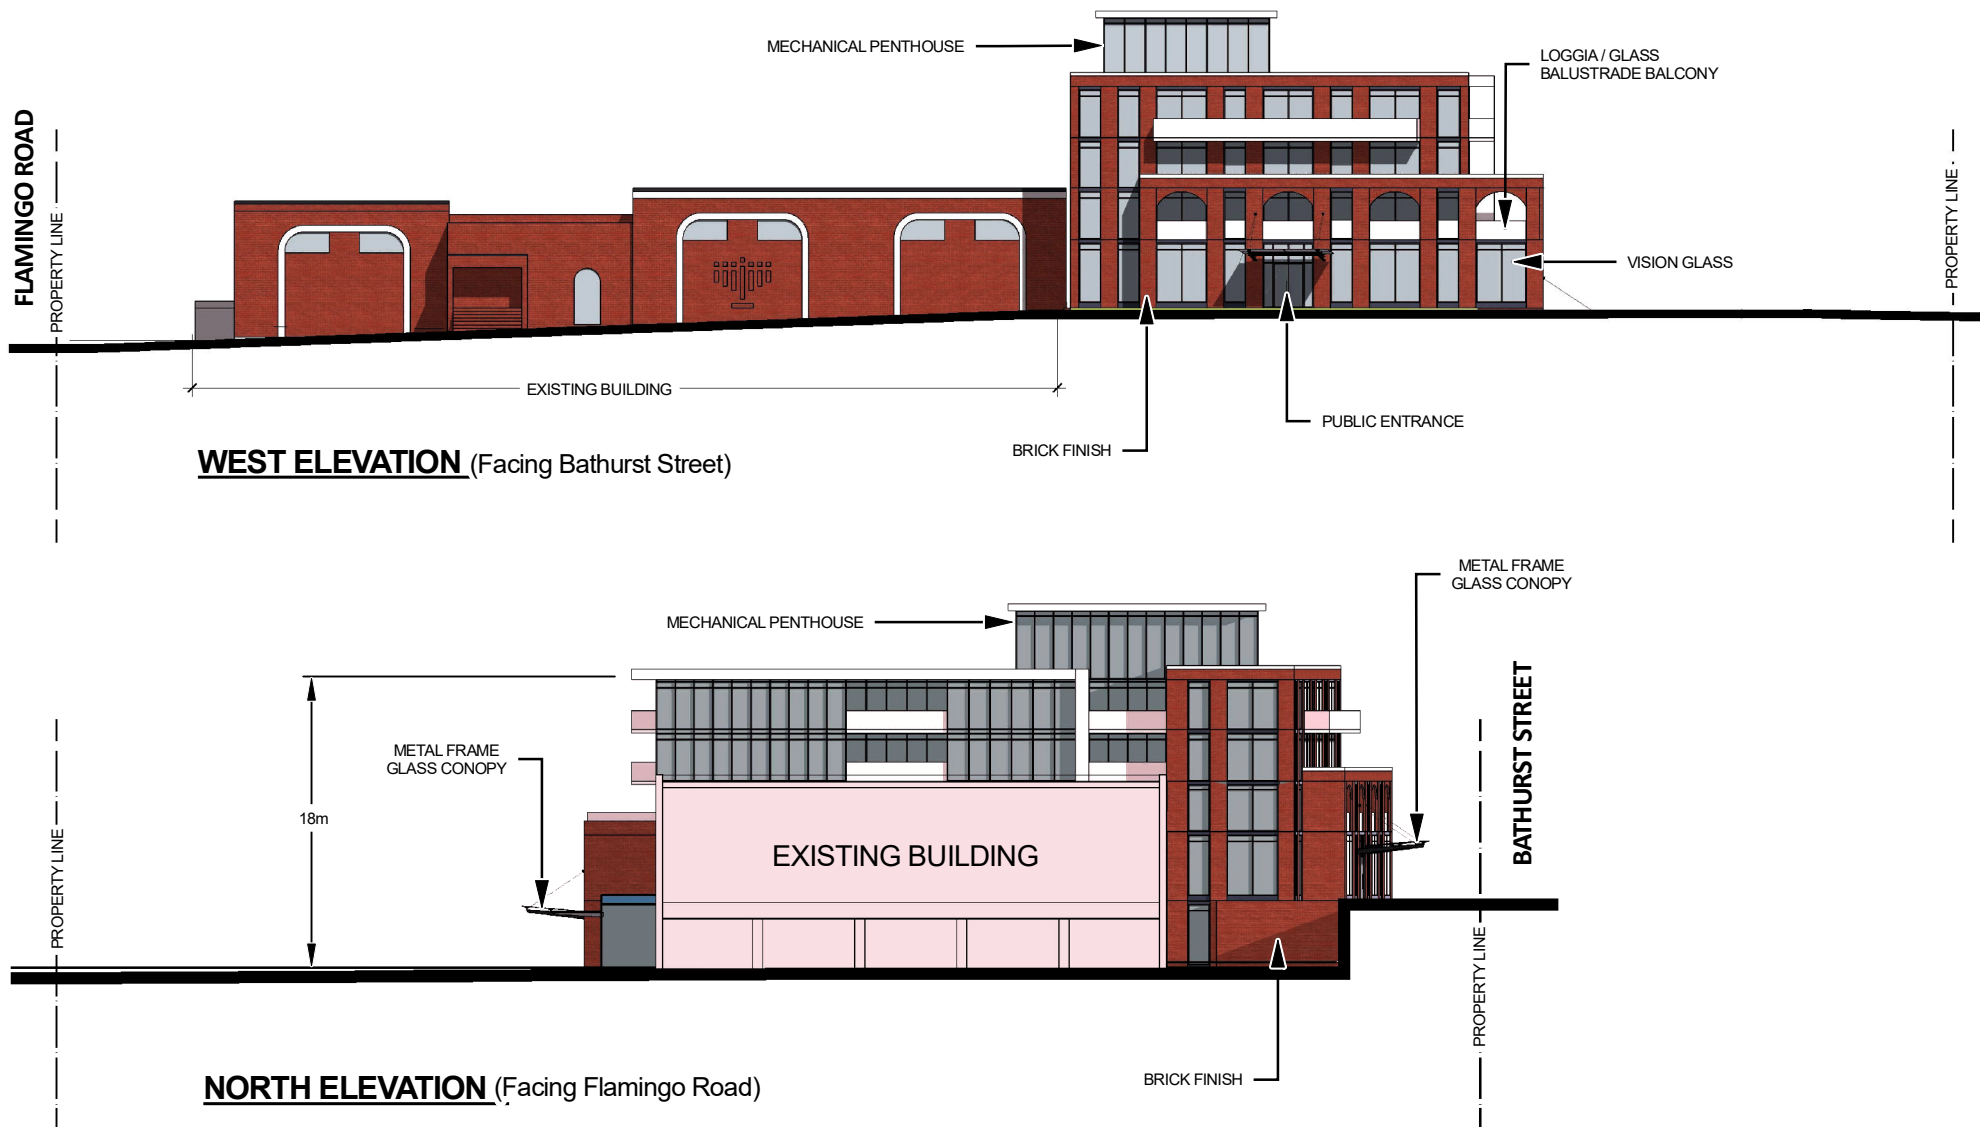 MECHANICAL PENTHOUSE
LOGGIA / GLASS
BALUSTRADE BALCONY
FLAMINGO ROAD
PROPERTY LINE
PROPERTY LINE
VISION GLASS
EXISTING BUILDING
PUBLIC ENTRANCE
BRICK FINISH
WEST ELEVATION (Facing Bathurst Street)
METAL FRAME
GLASS CONOPY
MECHANICAL PENTHOUSE
BATHURST STREET
METAL FRAME
GLASS CONOPY
18m
EXISTING BUILDING
PROPERTY LINE
PROPERTY LINE
BRICK FINISH
NORTH ELEVATION (Facing Flamingo Road)